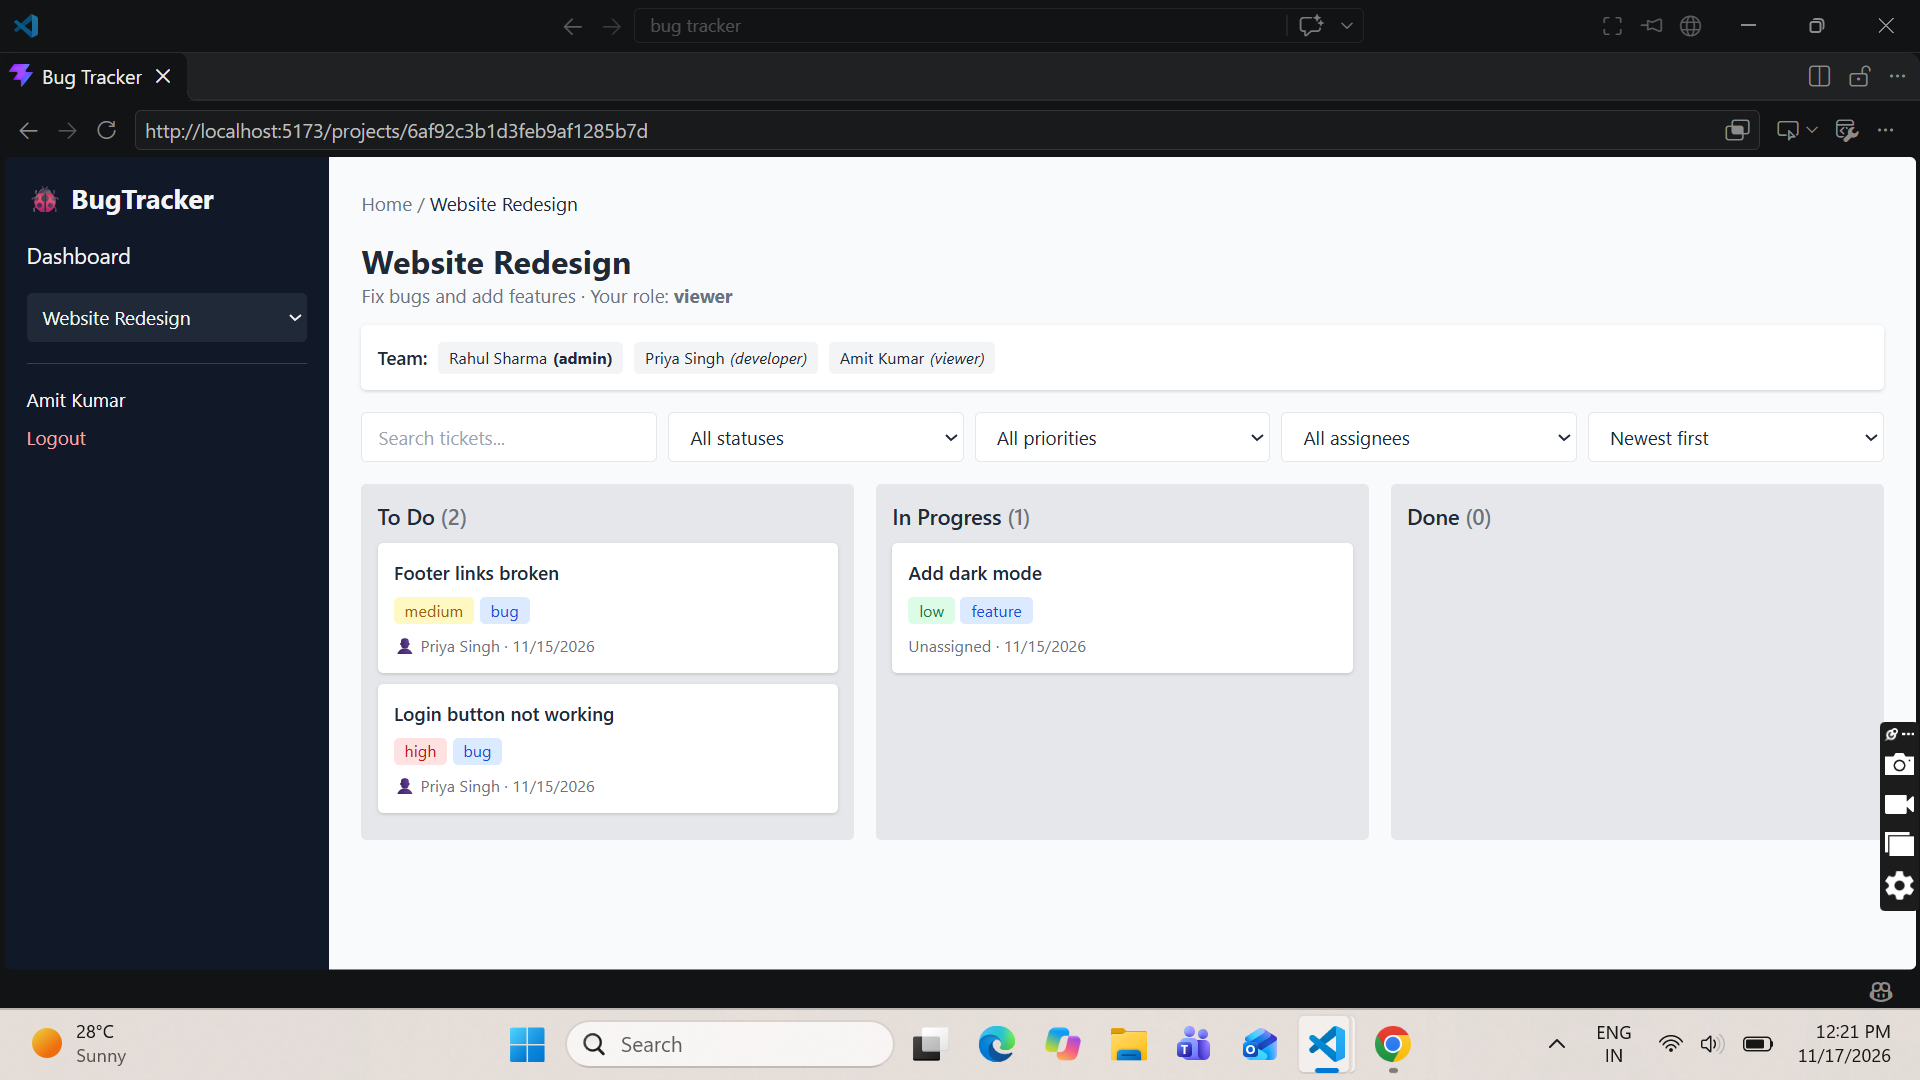 bug tracker
Bug Tracker
http://localhost:5173/projects/6af92c3b1d3feb9af1285b7d
BugTracker
Dashboard
Website Redesign
Amit Kumar
Logout
Home / Website Redesign
Website Redesign
Fix bugs and add features · Your role: viewer
Team: Rahul Sharma (admin) Priya Singh (developer) Amit Kumar (viewer)
Search tickets... All statuses All priorities All assignees Newest first
To Do (2)
Footer links broken
medium bug
Priya Singh · 11/15/2026
Login button not working
high bug
Priya Singh · 11/15/2026
In Progress (1)
Add dark mode
low feature
Unassigned · 11/15/2026
Done (0)
28°C
Sunny
Search
ENG
IN
12:21 PM
11/17/2026